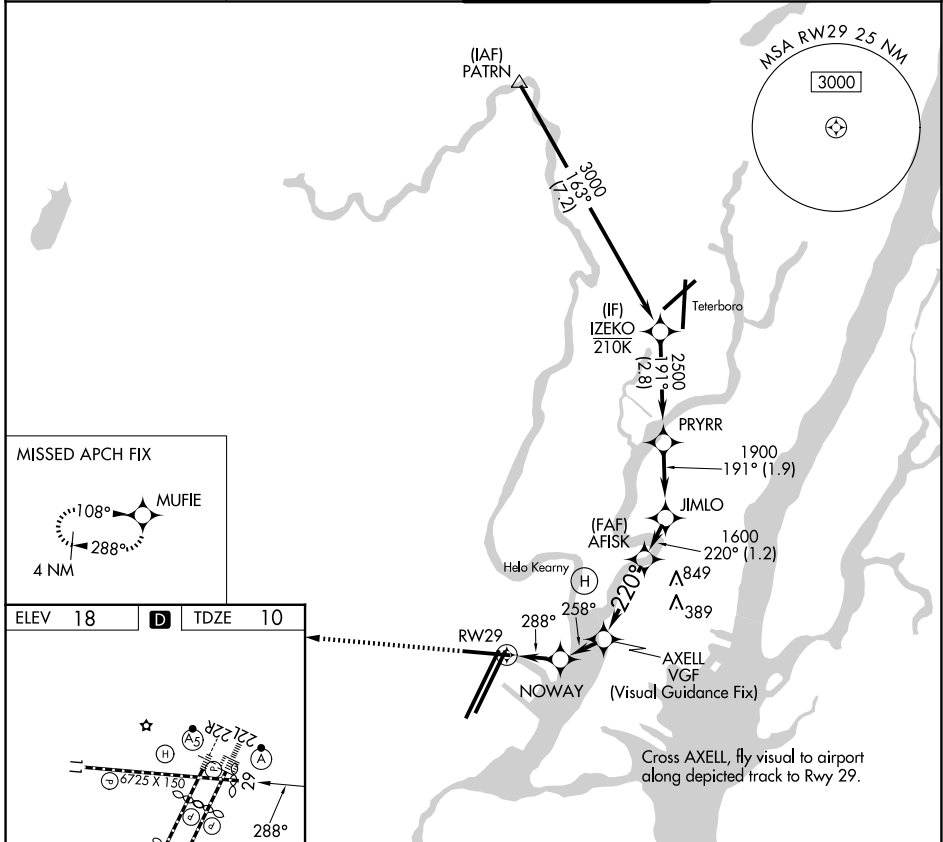 MSA RW29 25 NM
3000
(IAF)
PATRN
3000
163°
(7.2)
(IF)
IZEKO
210K
Teterboro
2500
191°
(2.8)
PRYRR
1900
191° (1.9)
JIMLO
(FAF)
AFISK
1600
220° (1.2)
MISSED APCH FIX
MUFIE
108°
288°
4 NM
Helo Kearny
H
220°
849
389
258°
288°
RW29
NOWAY
AXELL
VGF
(Visual Guidance Fix)
Cross AXELL, fly visual to airport
along depicted track to Rwy 29.
ELEV 18
D
TDZE 10
22R
22L
A5
A
H
11
6725 X 150
29
P
P
P
P
288°